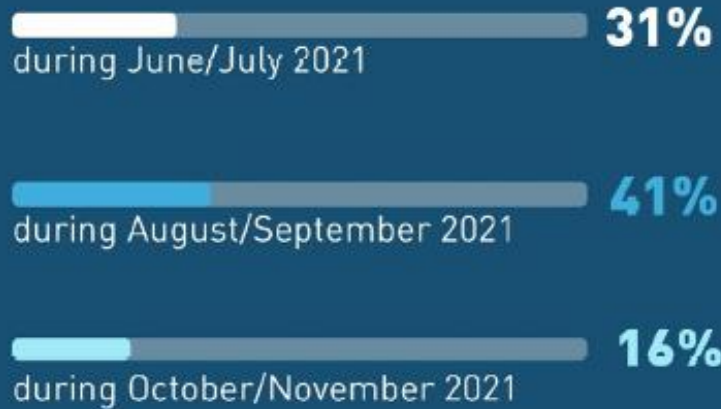 31%
during June/July 2021
41%
during August/September 2021
16%
during October/November 2021